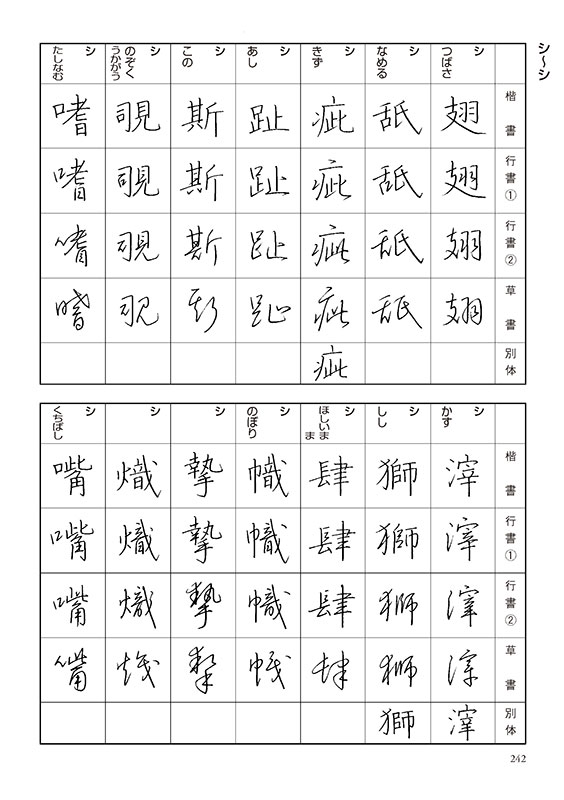 シ〜シ
楷書
行書①
行書②
草書
別体
シ
つばさ
翅
翅
翅
翅
シ
なめる
舐
舐
舐
舐
シ
きず
疵
疵
疵
疵
疵
シ
あし
趾
趾
趾
趾
シ
この
斯
斯
斯
斯
シ
のぞく
うかがう
覗
覗
覗
覗
シ
たしなむ
嗜
嗜
嗜
嗜
楷書
行書①
行書②
草書
別体
シ
かす
滓
滓
滓
滓
滓
シ
しし
獅
獅
獅
獅
獅
シ
ほしいま
ま
肆
肆
肆
肆
シ
のぼり
幟
幟
幟
幟
シ
摯
摯
摯
摯
シ
熾
熾
熾
熾
シ
くちばし
嘴
嘴
嘴
嘴
242